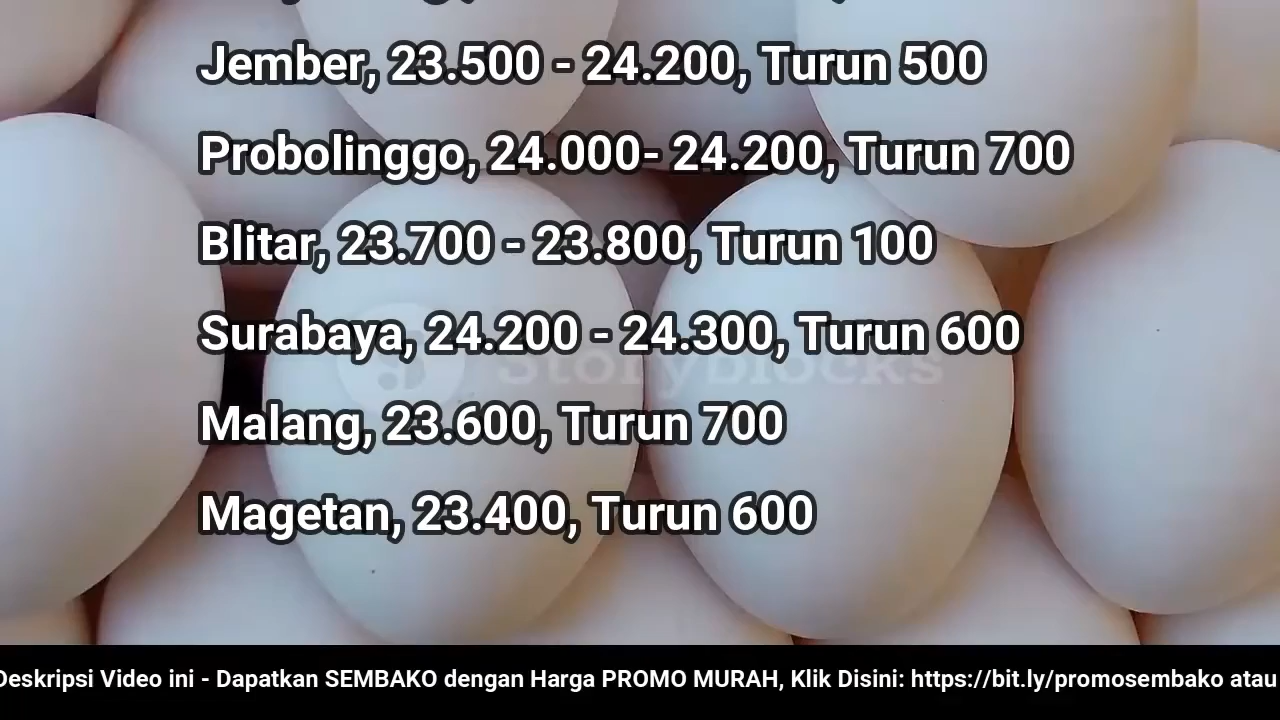 Jember, 23.500 - 24.200, Turun 500
Probolinggo, 24.000- 24.200, Turun 700
Blitar, 23.700 - 23.800, Turun 100
Surabaya, 24.200 - 24.300, Turun 600
Storyblocks
Malang, 23.600, Turun 700
Magetan, 23.400, Turun 600
Deskripsi Video ini - Dapatkan SEMBAKO dengan Harga PROMO MURAH, Klik Disini: https://bit.ly/promosembako atau